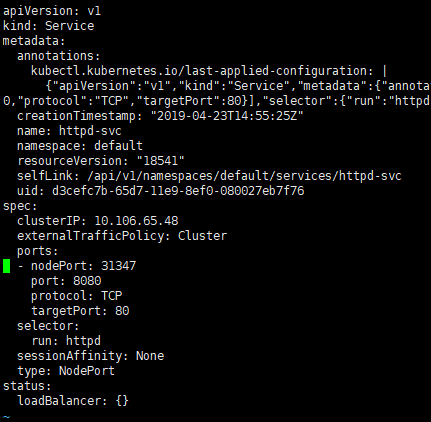 apiVersion: v1
kind: Service
metadata:
  annotations:
    kubectl.kubernetes.io/last-applied-configuration: |
      {"apiVersion":"v1","kind":"Service","metadata":{"annota
0,"protocol":"TCP","targetPort":80}],"selector":{"run":"httpd
  creationTimestamp: "2019-04-23T14:55:25Z"
  name: httpd-svc
  namespace: default
  resourceVersion: "18541"
  selfLink: /api/v1/namespaces/default/services/httpd-svc
  uid: d3cefc7b-65d7-11e9-8ef0-080027eb7f76
spec:
  clusterIP: 10.106.65.48
  externalTrafficPolicy: Cluster
  ports:
  - nodePort: 31347
    port: 8080
    protocol: TCP
    targetPort: 80
  selector:
    run: httpd
  sessionAffinity: None
  type: NodePort
status:
  loadBalancer: {}
~